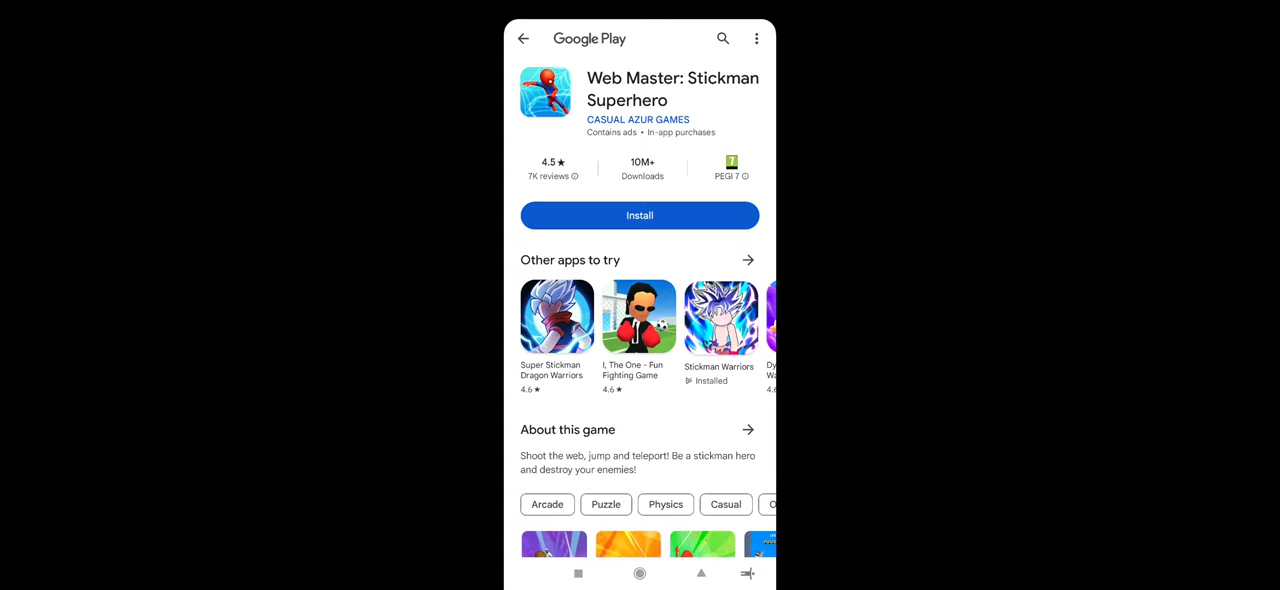 Google Play
Web Master: Stickman
Superhero
CASUAL AZUR GAMES
Contains ads • In-app purchases
4.5★ 10M+ 7
7K reviews Downloads PEGI 7
Install
Other apps to try
Super Stickman
Dragon Warriors
4.6★
I, The One - Fun
Fighting Game
4.6★
Stickman Warriors
Installed
About this game
Shoot the web, jump and teleport! Be a stickman hero
and destroy your enemies!
Arcade Puzzle Physics Casual